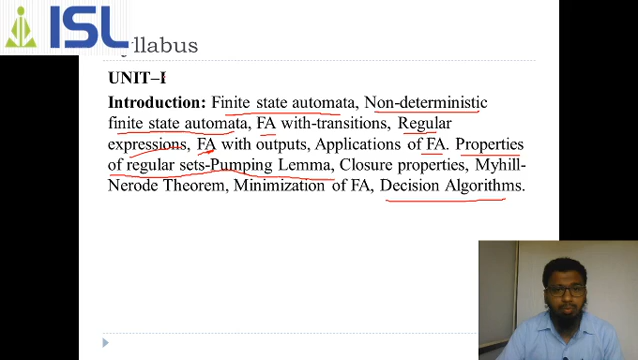 ISL
Syllabus
UNIT–I
Introduction: Finite state automata, Non-deterministic
finite state automata, FA with-transitions, Regular
expressions, FA with outputs, Applications of FA. Properties
of regular sets-Pumping Lemma, Closure properties, Myhill-
Nerode Theorem, Minimization of FA, Decision Algorithms.